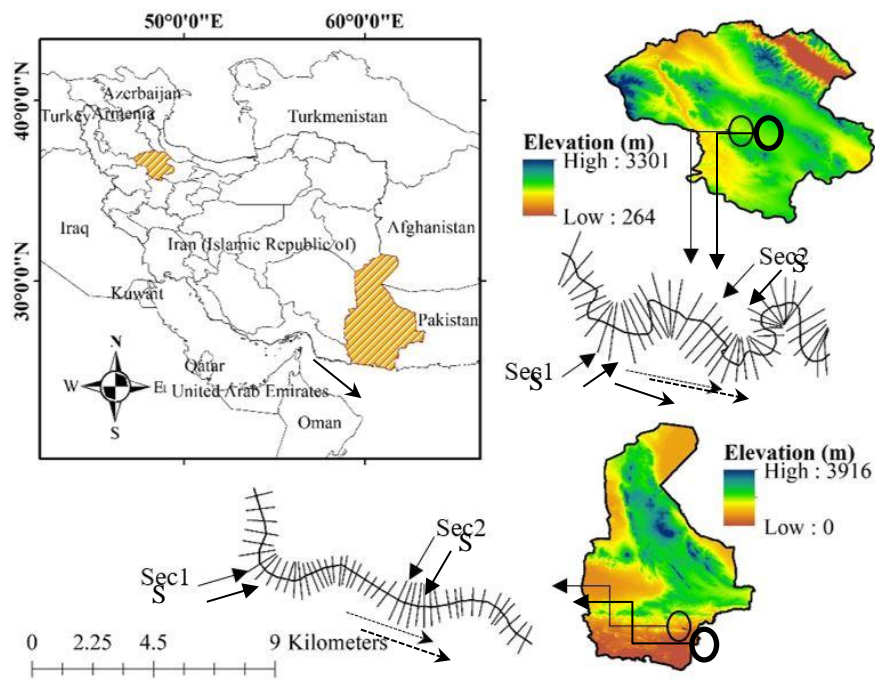 50°0'0"E 60°0'0"E
40°0'0"N
30°0'0"N
Azerbaijan
Turkey Armenia
Turkmenistan
Iraq
Iran (Islamic Republic of)
Afghanistan
Kuwait
Pakistan
Qatar
United Arab Emirates
Oman
N
W E
S
Elevation (m)
High : 3301
Low : 264
Sec2
S
Sec1
S
Elevation (m)
High : 3916
Low : 0
Sec2
S
Sec1
S
0 2.25 4.5 9 Kilometers